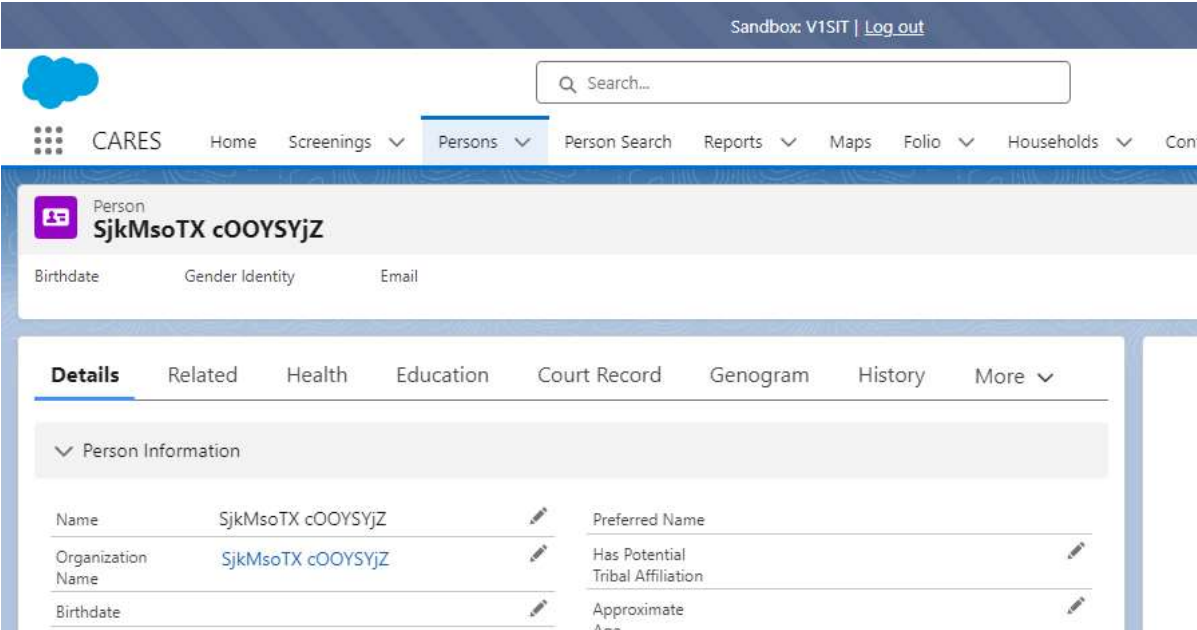 Sandbox: V1SIT | Log out
Search...
CARES Home Screenings Persons Person Search Reports Maps Folio Households Con
Person
SjkMsoTX cOOYSYjZ
Birthdate Gender Identity Email
Details Related Health Education Court Record Genogram History More
Person Information
Name SjkMsoTX cOOYSYjZ Preferred Name
Organization Name SjkMsoTX cOOYSYjZ Has Potential Tribal Affiliation
Birthdate Approximate